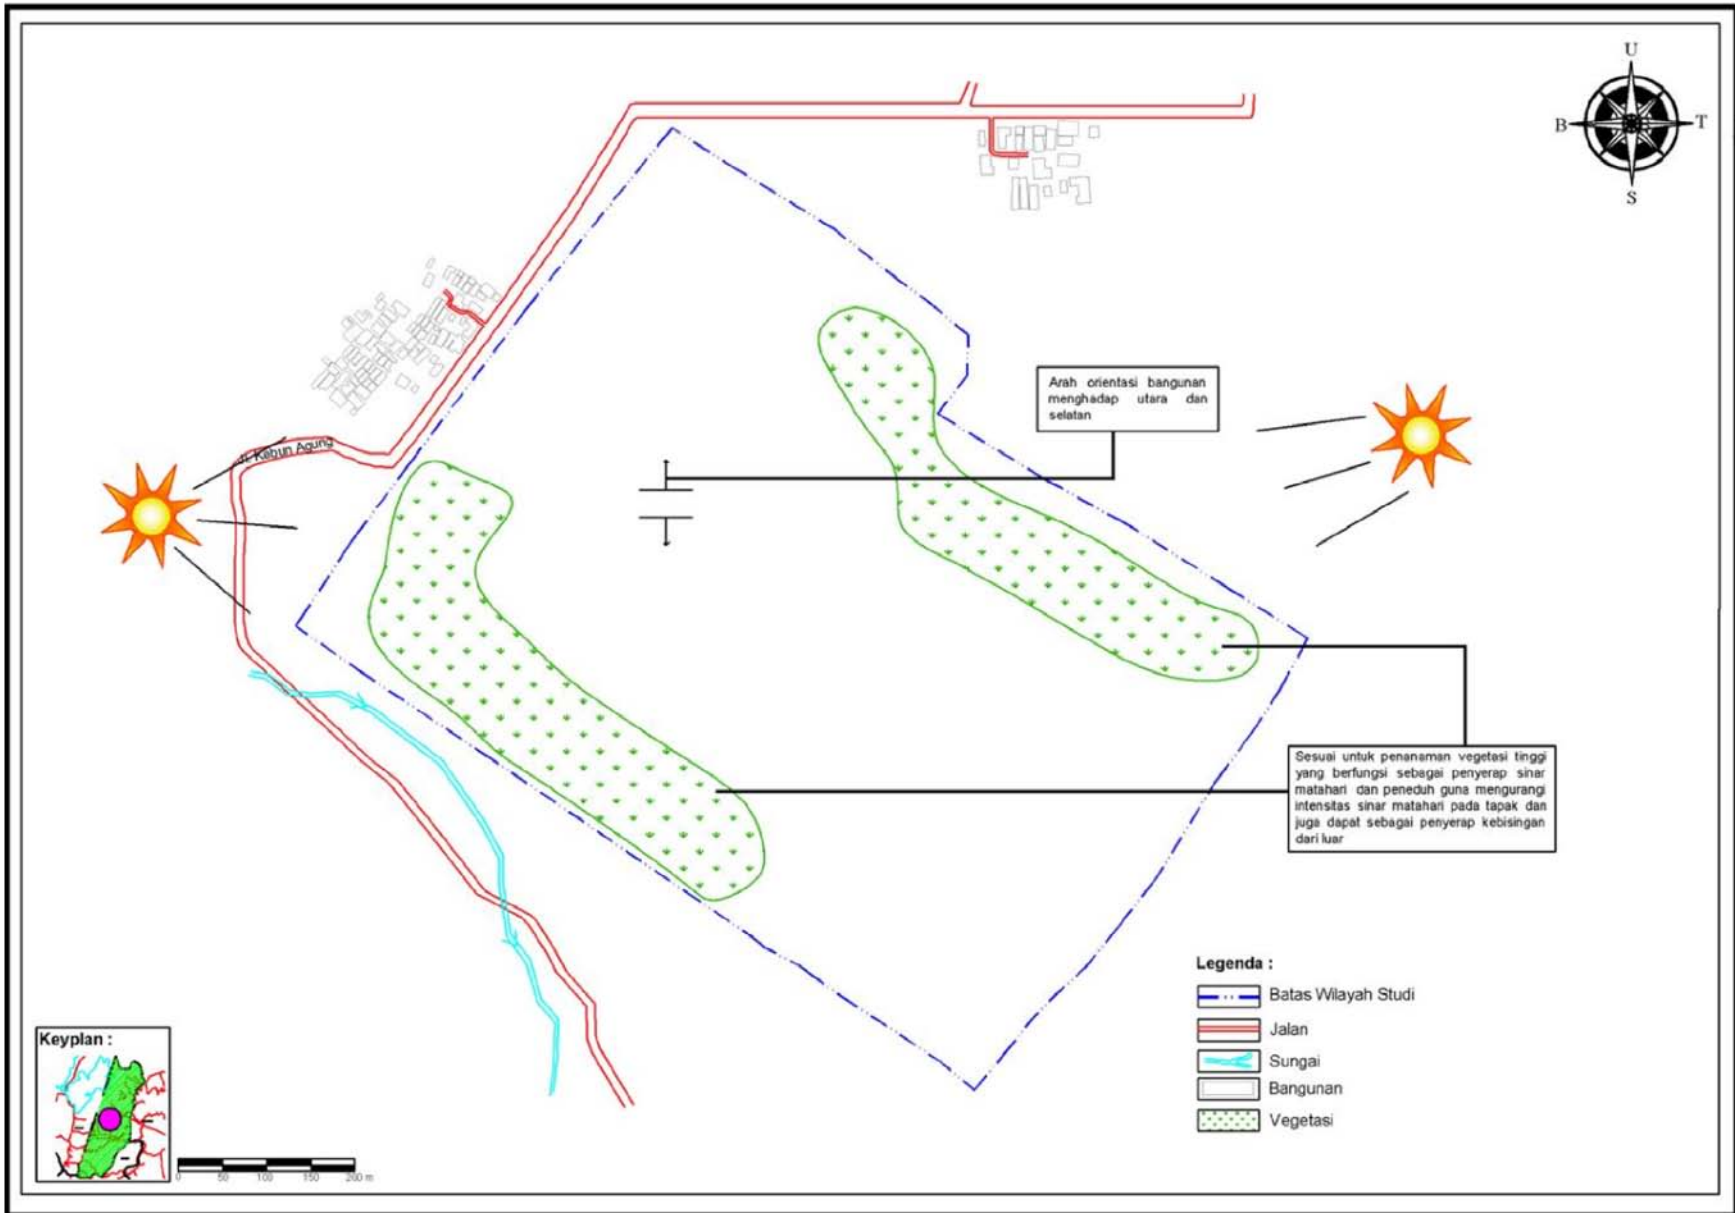 U
B
T
S
Arah orientasi bangunan
menghadap utara dan
selatan
Jl. Kebun Agung
Sesuai untuk penanaman vegetasi tinggi
yang berfungsi sebagai penyerap sinar
matahari dan peneduh guna mengurangi
intensitas sinar matahari pada tapak dan
juga dapat sebagai penyerap kebisingan
dari luar
Legenda :
Batas Wilayah Studi
Jalan
Sungai
Bangunan
Vegetasi
Keyplan :
0 50 100 150 200 m